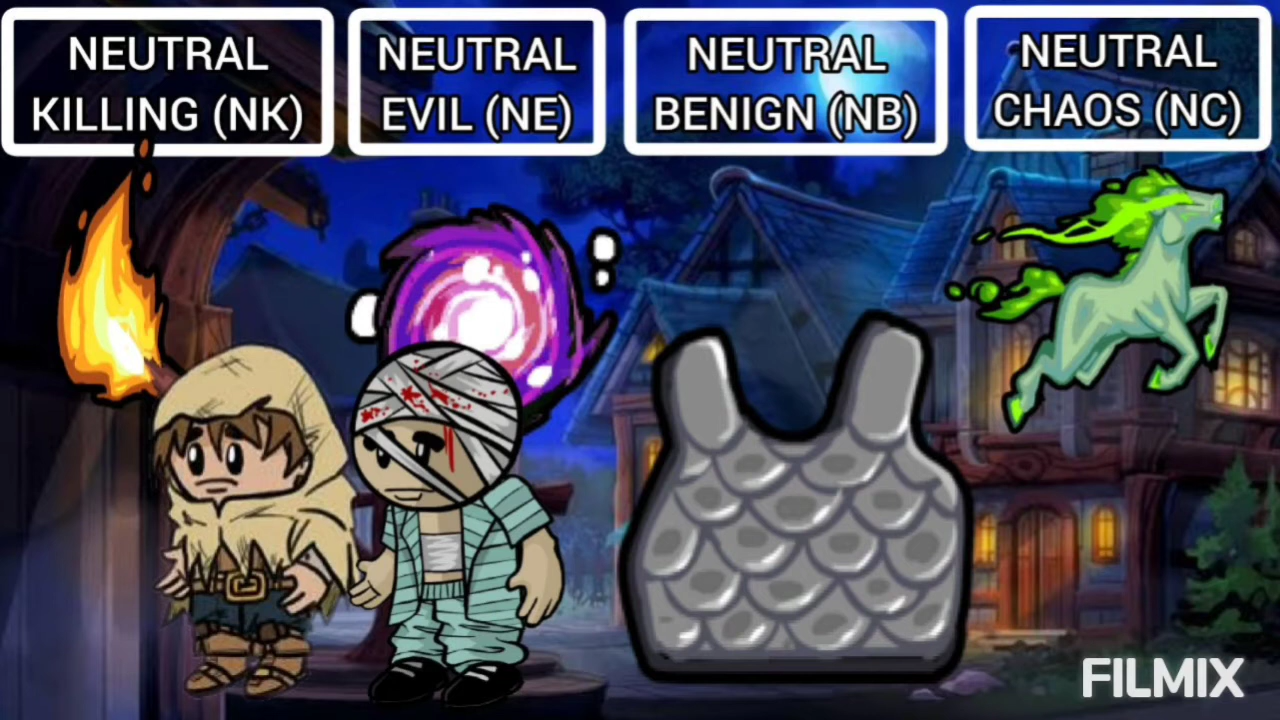 NEUTRAL
KILLING (NK)
NEUTRAL
EVIL (NE)
NEUTRAL
BENIGN (NB)
NEUTRAL
CHAOS (NC)
FILMIX